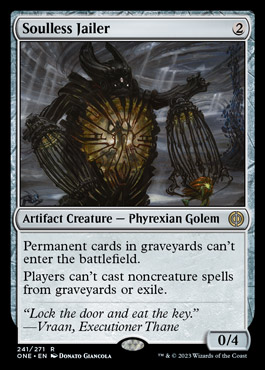 Soulless Jailer 2
Artifact Creature — Phyrexian Golem
Permanent cards in graveyards can't
enter the battlefield.
Players can't cast noncreature spells
from graveyards or exile.
"Lock the door and eat the key."
—Vraan, Executioner Thane
0/4
241/271 R
ONE • EN DONATO GIANCOLA
™ & © 2023 Wizards of the Coast